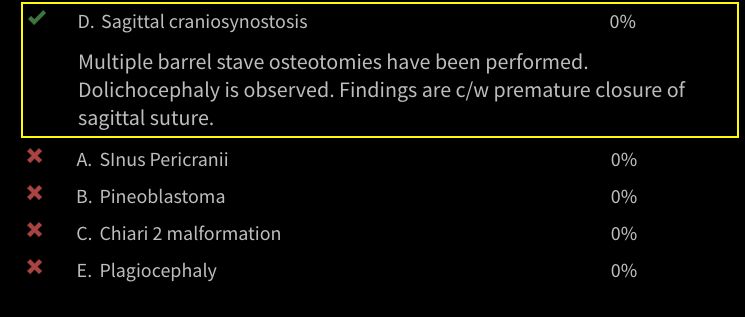 D. Sagittal craniosynostosis 0%
Multiple barrel stave osteotomies have been performed.
Dolichocephaly is observed. Findings are c/w premature closure of
sagittal suture.
A. SInus Pericranii 0%
B. Pineoblastoma 0%
C. Chiari 2 malformation 0%
E. Plagiocephaly 0%